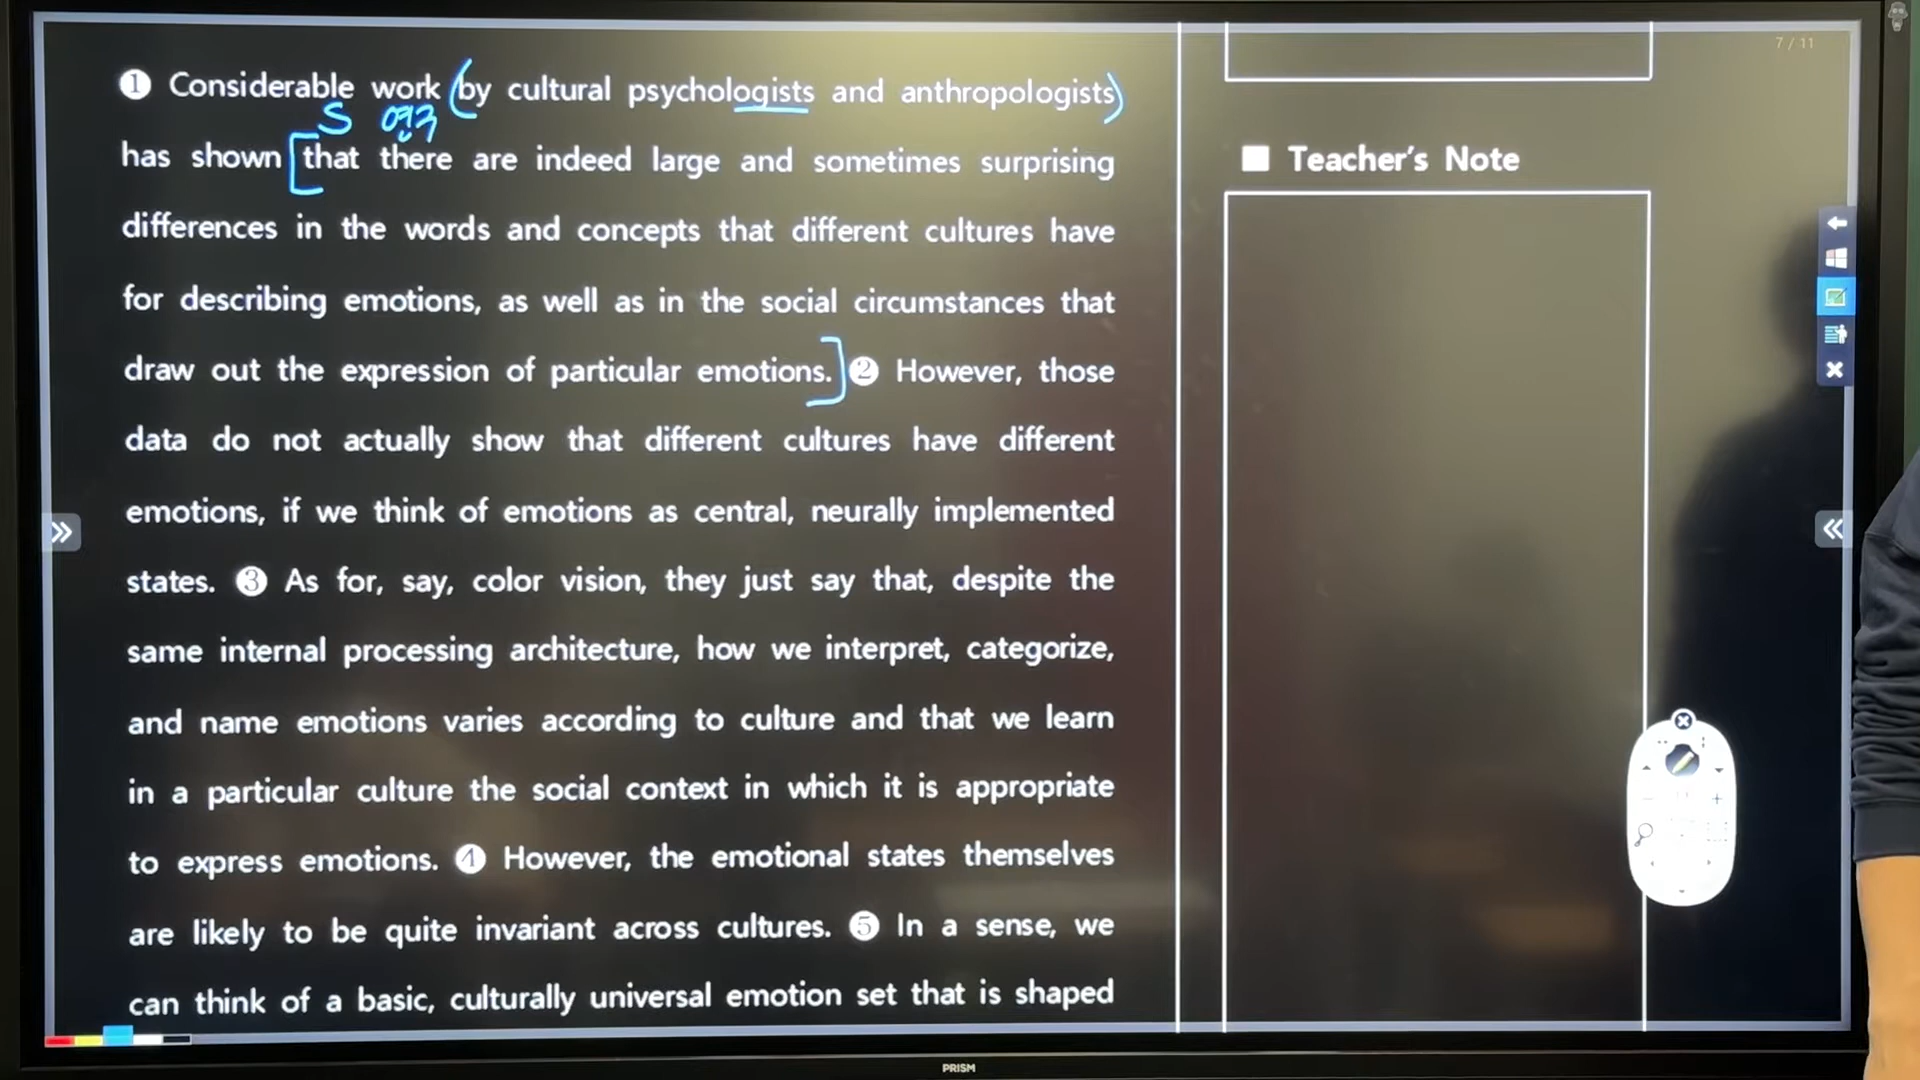 ❶ Considerable work (by cultural psychologists and anthropologists)
S 연구
has shown [that there are indeed large and sometimes surprising
differences in the words and concepts that different cultures have
for describing emotions, as well as in the social circumstances that
draw out the expression of particular emotions.] ❷ However, those
data do not actually show that different cultures have different
emotions, if we think of emotions as central, neurally implemented
states. ❸ As for, say, color vision, they just say that, despite the
same internal processing architecture, how we interpret, categorize,
and name emotions varies according to culture and that we learn
in a particular culture the social context in which it is appropriate
to express emotions. ❹ However, the emotional states themselves
are likely to be quite invariant across cultures. ❺ In a sense, we
can think of a basic, culturally universal emotion set that is shaped
7 / 11
■ Teacher's Note
PRISM